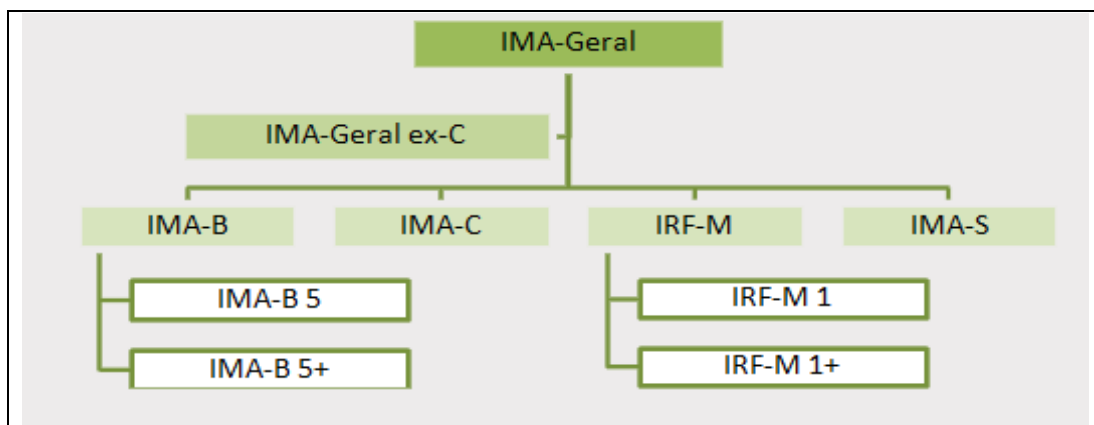 IMA-Geral
IMA-Geral ex-C
IMA-B
IMA-C
IRF-M
IMA-S
IMA-B 5
IRF-M 1
IMA-B 5+
IRF-M 1+